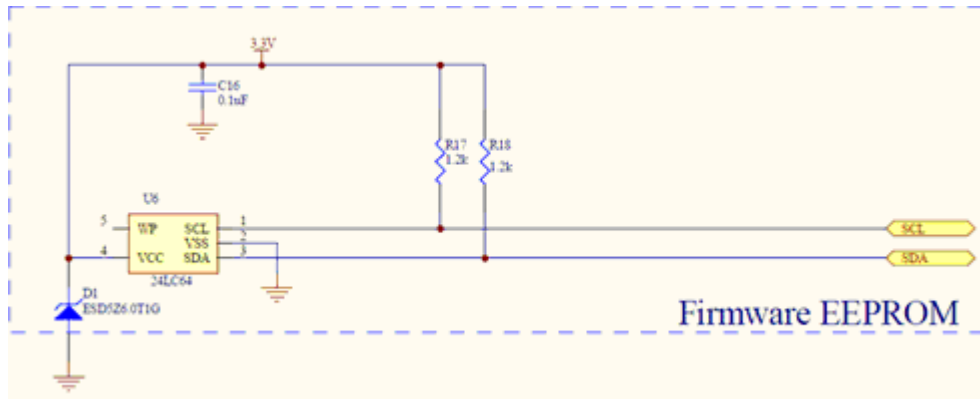 3.3V
C16
0.1uF
R17
1.2k
R18
1.2k
U6
5
WP
SCL
1
VSS
2
4
VCC
SDA
3
24LC64
SCL
SDA
D1
ESD5Z6.0T1G
Firmware EEPROM